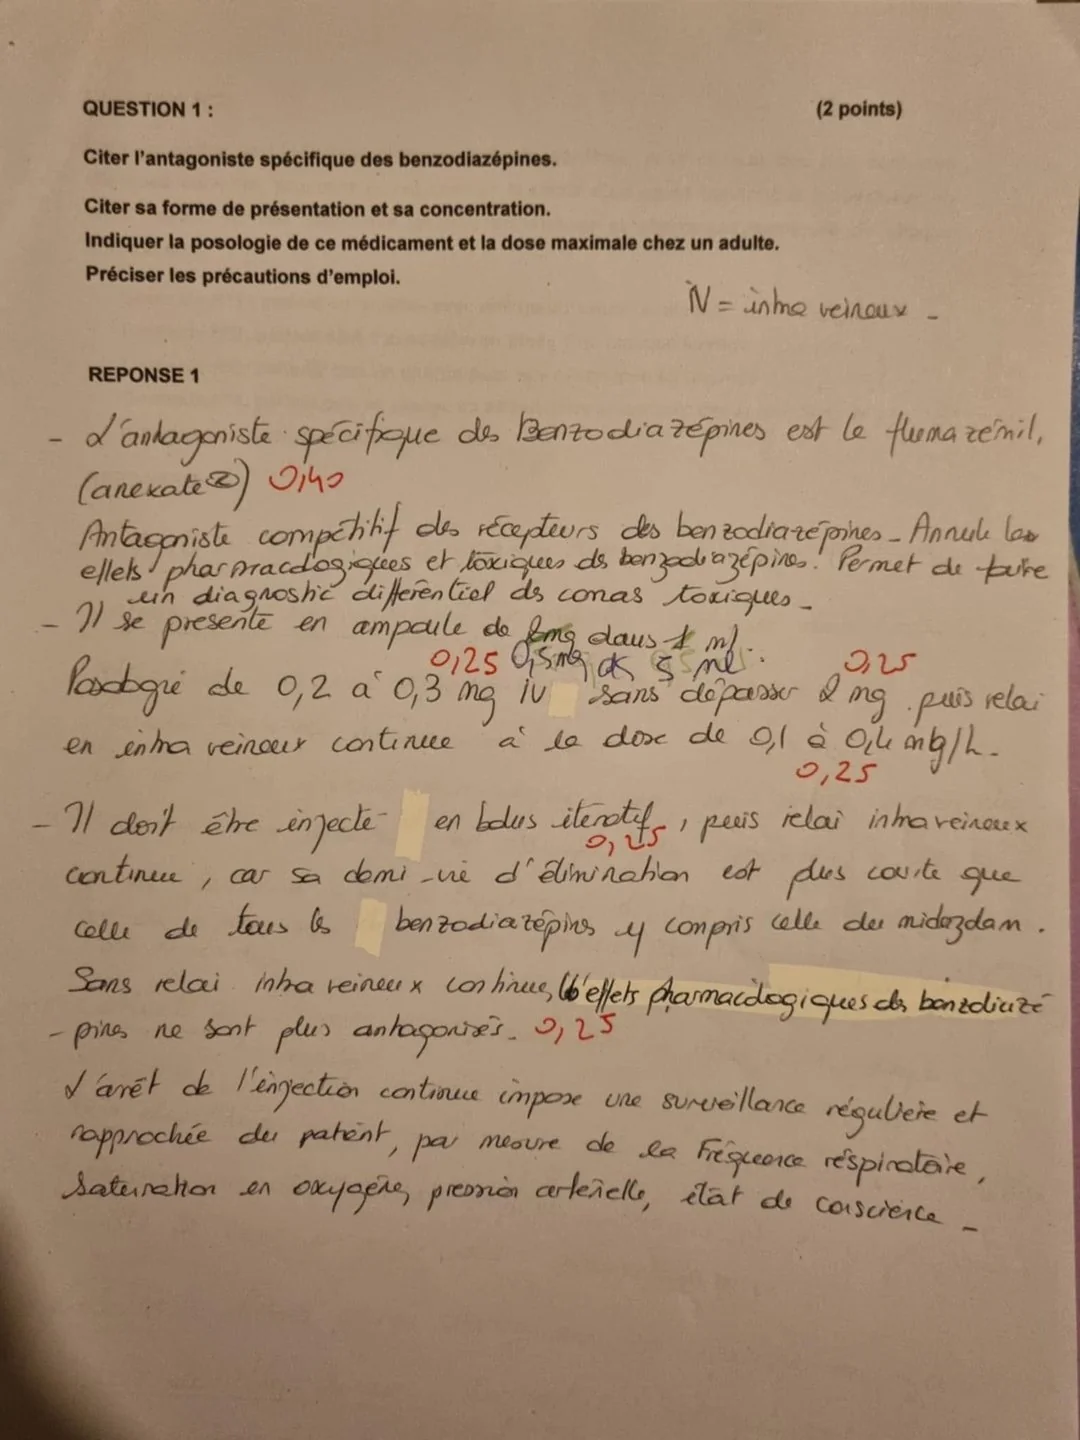 QUESTION 1 : (2 points)
Citer l'antagoniste spécifique des benzodiazépines.
Citer sa forme de présentation et sa concentration.
Indiquer la posologie de ce médicament et la dose maximale chez un adulte.
Préciser les précautions d'emploi.
IV = intra veineux -
REPONSE 1
- L'antagoniste spécifique des Benzodiazépines est le flumazénil,
(anexate®) 0,40
Antagoniste compétitif des récepteurs des benzodiazépines - Annule les
effets pharmacologiques et toxiques des benzodiazépines. Permet de faire
un diagnostic différentiel ds comas toxiques -
- Il se présente en ampoule de mg dans 1 ml.
0,25 0,5mg ds 5 ml. 0,25
Posologie de 0,2 à 0,3 mg IV sans dépasser 2 mg. puis relai
en intra veineux continue à la dose de 0,1 à 0,4 mg/h.
0,25
- Il doit être injecté en bolus itératif, puis relai intraveineux
0,25
continue, car sa demi-vie d'élimination est plus courte que
celle de tous les benzodiazépins y compris celle du midazolam.
Sans relai intra veineux continue, les effets pharmacologiques des benzodiazé
- pines ne sont plus antagonisés. 0,25
L'arrêt de l'injection continue impose une surveillance régulière et
rapprochée du patient, par mesure de la Fréquence respiratoire,
Saturation en oxygène, pression artérielle, état de conscience -